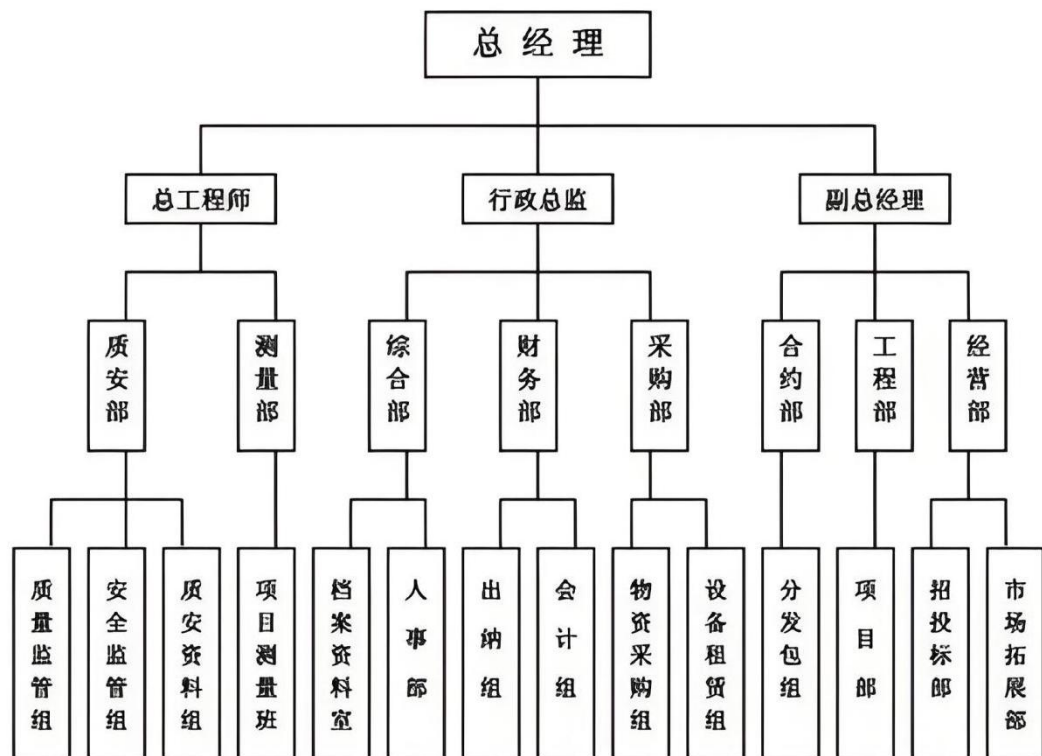 总经理
总工程师
行政总监
副总经理
质安部
测量部
综合部
财务部
采购部
合约部
工程部
经营部
质量监管组
安全监管组
质安资料组
项目测量班
档案资料室
人事部
出纳组
会计组
物资采购组
设备租赁组
分发包组
项目部
招投标部
市场拓展部